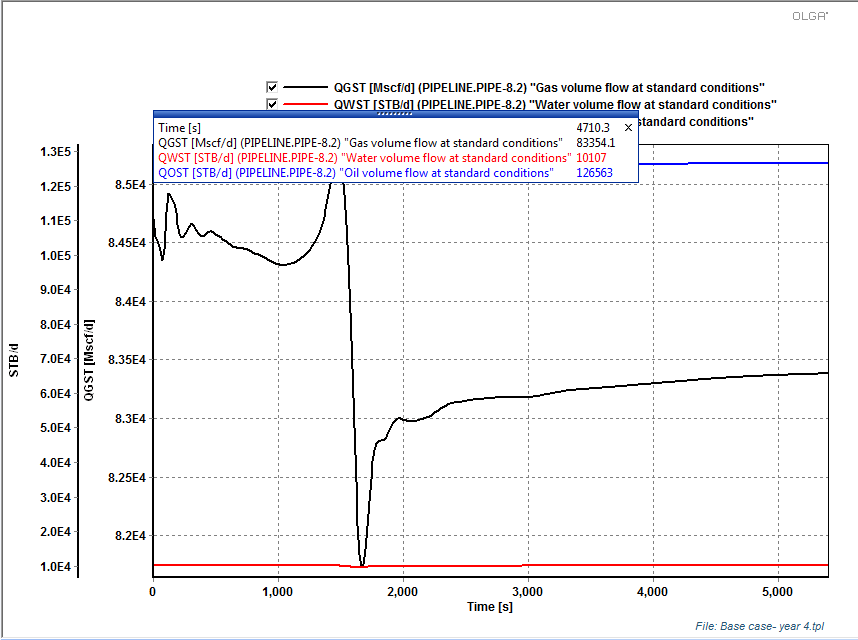 OLGA
QGST [Mscf/d] (PIPELINE.PIPE-8.2) "Gas volume flow at standard conditions"
QWST [STB/d] (PIPELINE.PIPE-8.2) "Water volume flow at standard conditions"
standard conditions"
Time [s] 4710.3 ×
QGST [Mscf/d] (PIPELINE.PIPE-8.2) "Gas volume flow at standard conditions" 83354.1
QWST [STB/d] (PIPELINE.PIPE-8.2) "Water volume flow at standard conditions" 10107
QOST [STB/d] (PIPELINE.PIPE-8.2) "Oil volume flow at standard conditions" 126563
STB/d
1.3E5
1.2E5
1.1E5
1.0E5
9.0E4
8.0E4
7.0E4
6.0E4
5.0E4
4.0E4
3.0E4
2.0E4
1.0E4
QGST [Mscf/d]
8.5E4
8.45E4
8.4E4
8.35E4
8.3E4
8.25E4
8.2E4
0 1,000 2,000 3,000 4,000 5,000
Time [s]
File: Base case- year 4.tpl